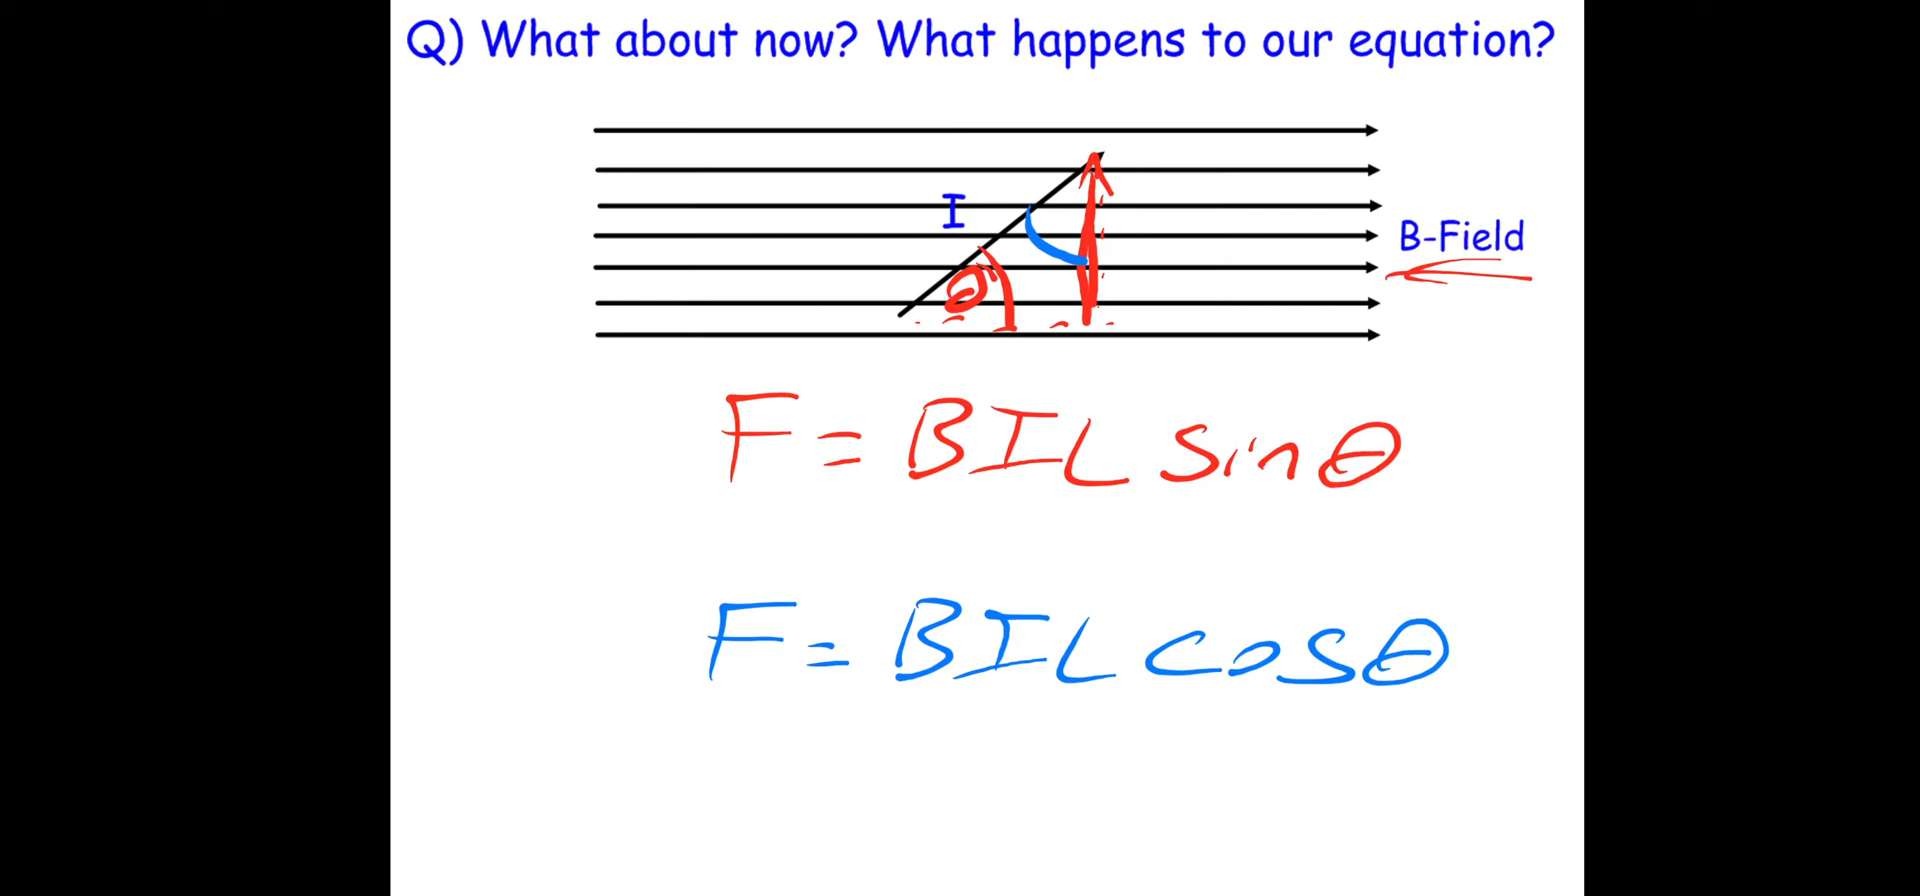 Q) What about now? What happens to our equation?
I
B-Field
θ
F = BIL sinθ
F = BIL cosθ